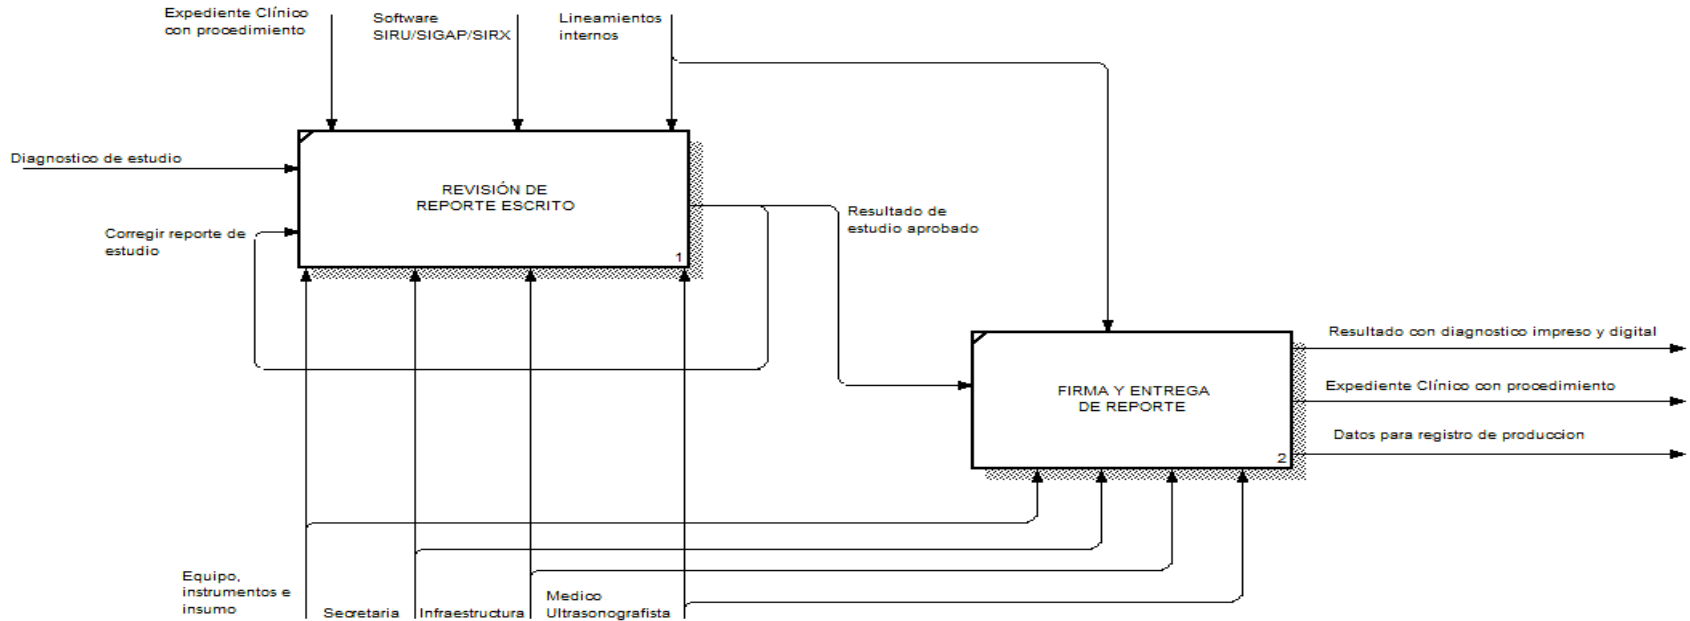 Expediente Clínico
con procedimiento
Software
SIRU/SIGAP/SIRX
Lineamientos
internos
Diagnostico de estudio
REVISIÓN DE
REPORTE ESCRITO
1
Corregir reporte de
estudio
Resultado de
estudio aprobado
Resultado con diagnostico impreso y digital
Expediente Clínico con procedimiento
Datos para registro de produccion
FIRMA Y ENTREGA
DE REPORTE
2
Equipo,
instrumentos e
insumo
Secretaria
Infraestructura
Medico
Ultrasonografista